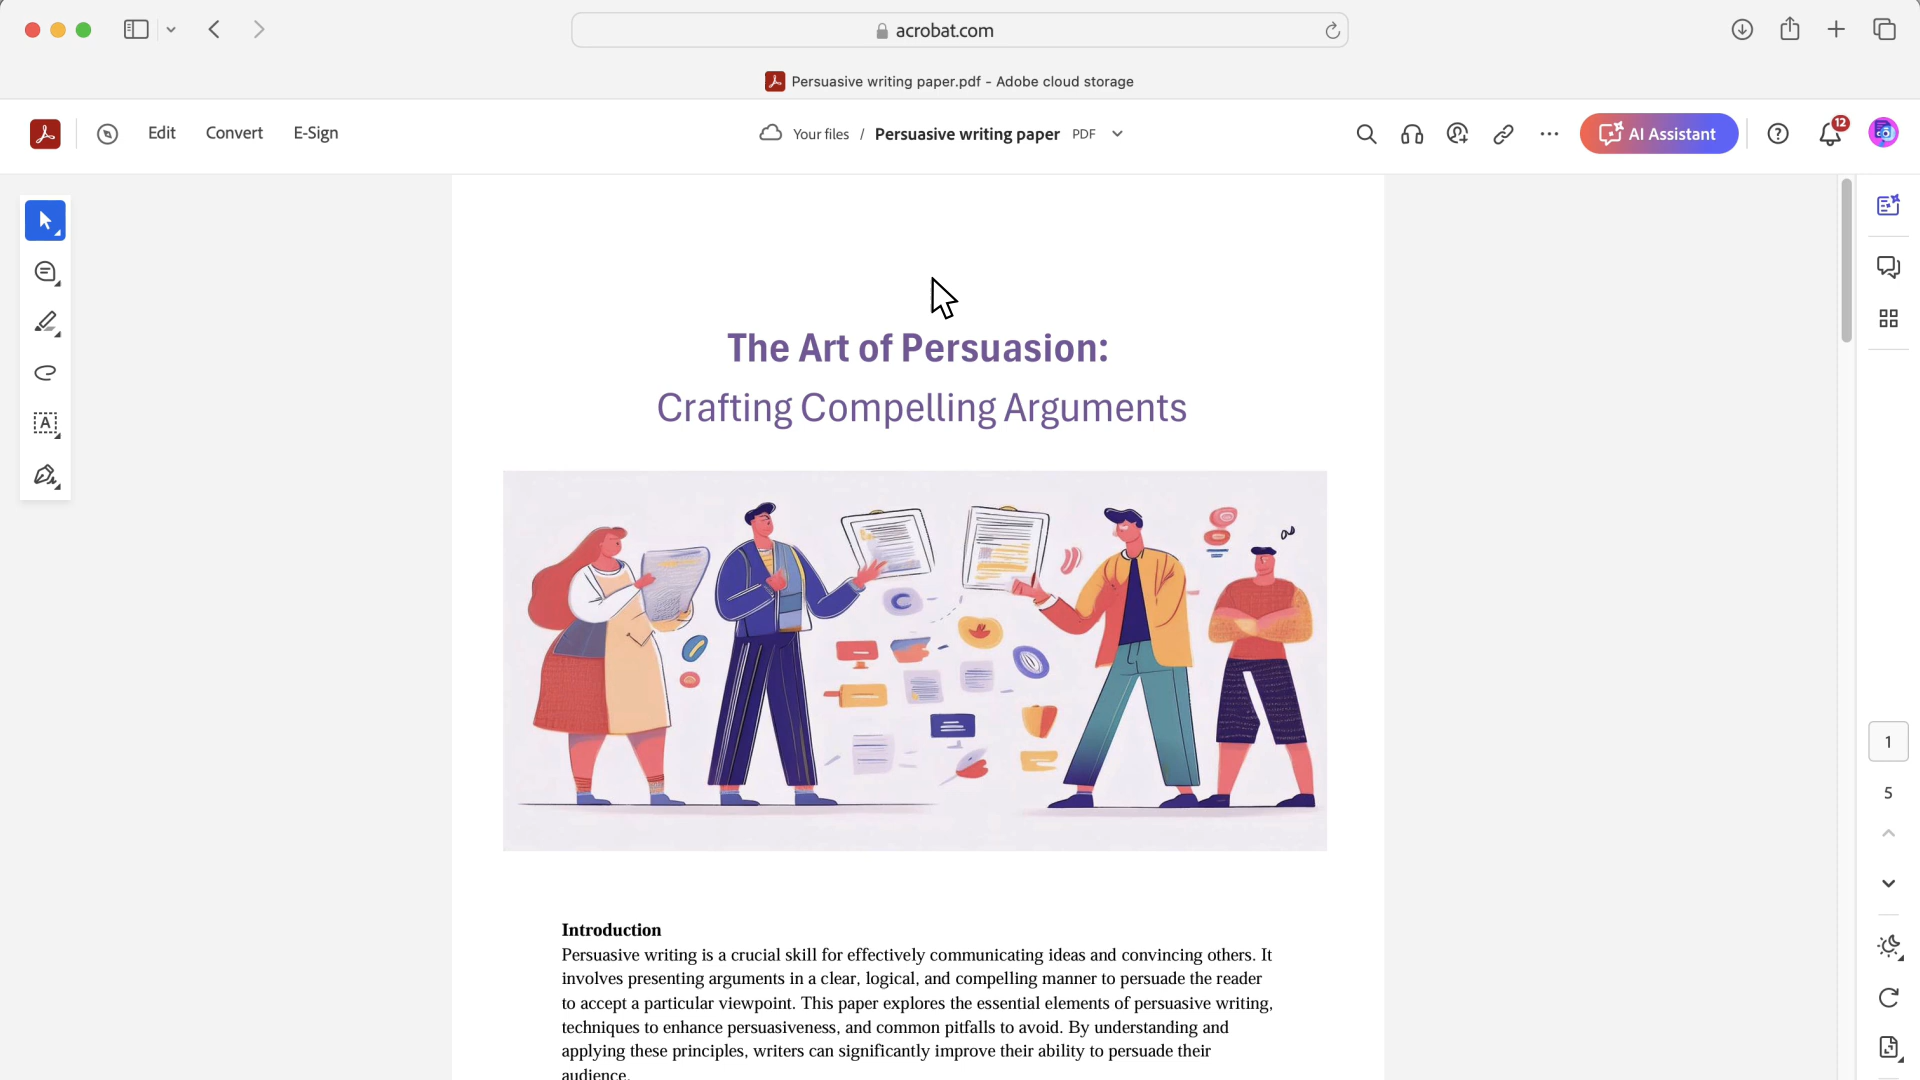 acrobat.com
Persuasive writing paper.pdf - Adobe cloud storage
Edit Convert E-Sign
Your files / Persuasive writing paper PDF
AI Assistant
12
The Art of Persuasion:
Crafting Compelling Arguments
1
5
Introduction
Persuasive writing is a crucial skill for effectively communicating ideas and convincing others. It
involves presenting arguments in a clear, logical, and compelling manner to persuade the reader
to accept a particular viewpoint. This paper explores the essential elements of persuasive writing,
techniques to enhance persuasiveness, and common pitfalls to avoid. By understanding and
applying these principles, writers can significantly improve their ability to persuade their
audience.